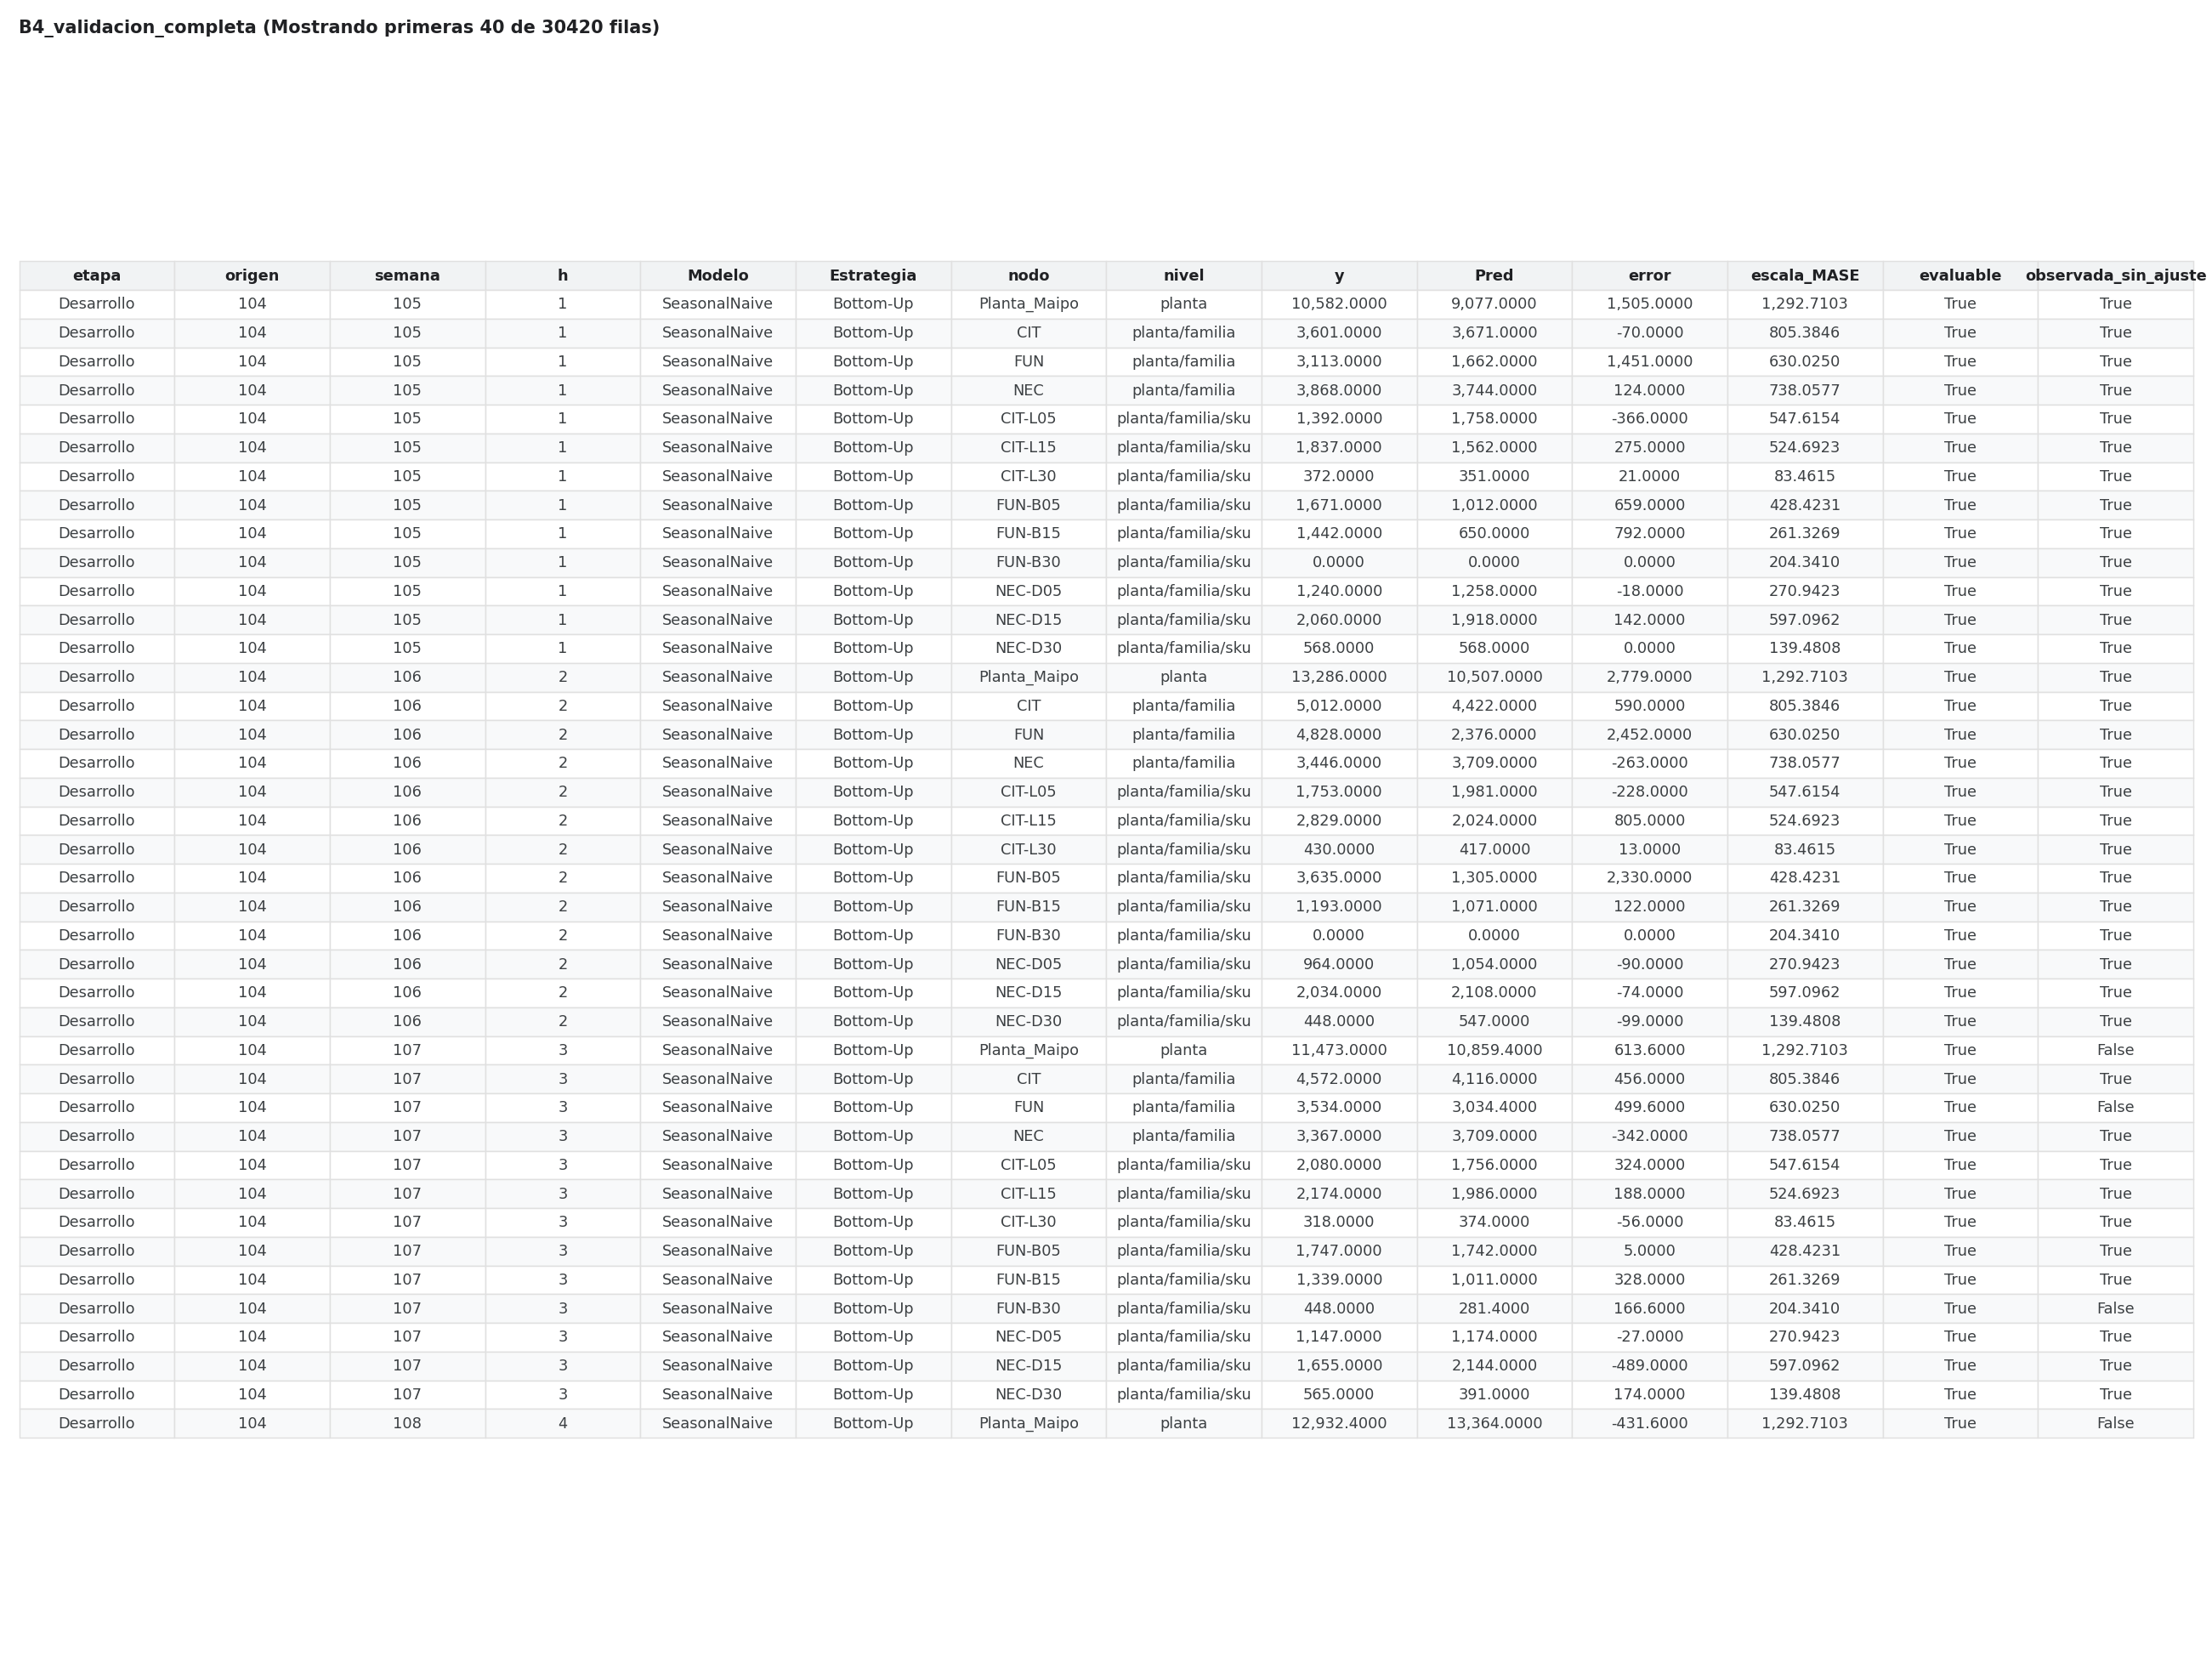 B4_validacion_completa (Mostrando primeras 40 de 30420 filas)
etapa origen semana h Modelo Estrategia nodo nivel y Pred error escala_MASE evaluable observada_sin_ajuste
Desarrollo 104 105 1 SeasonalNaive Bottom-Up Planta_Maipo planta 10,582.0000 9,077.0000 1,505.0000 1,292.7103 True True
Desarrollo 104 105 1 SeasonalNaive Bottom-Up CIT planta/familia 3,601.0000 3,671.0000 -70.0000 805.3846 True True
Desarrollo 104 105 1 SeasonalNaive Bottom-Up FUN planta/familia 3,113.0000 1,662.0000 1,451.0000 630.0250 True True
Desarrollo 104 105 1 SeasonalNaive Bottom-Up NEC planta/familia 3,868.0000 3,744.0000 124.0000 738.0577 True True
Desarrollo 104 105 1 SeasonalNaive Bottom-Up CIT-L05 planta/familia/sku 1,392.0000 1,758.0000 -366.0000 547.6154 True True
Desarrollo 104 105 1 SeasonalNaive Bottom-Up CIT-L15 planta/familia/sku 1,837.0000 1,562.0000 275.0000 524.6923 True True
Desarrollo 104 105 1 SeasonalNaive Bottom-Up CIT-L30 planta/familia/sku 372.0000 351.0000 21.0000 83.4615 True True
Desarrollo 104 105 1 SeasonalNaive Bottom-Up FUN-B05 planta/familia/sku 1,671.0000 1,012.0000 659.0000 428.4231 True True
Desarrollo 104 105 1 SeasonalNaive Bottom-Up FUN-B15 planta/familia/sku 1,442.0000 650.0000 792.0000 261.3269 True True
Desarrollo 104 105 1 SeasonalNaive Bottom-Up FUN-B30 planta/familia/sku 0.0000 0.0000 0.0000 204.3410 True True
Desarrollo 104 105 1 SeasonalNaive Bottom-Up NEC-D05 planta/familia/sku 1,240.0000 1,258.0000 -18.0000 270.9423 True True
Desarrollo 104 105 1 SeasonalNaive Bottom-Up NEC-D15 planta/familia/sku 2,060.0000 1,918.0000 142.0000 597.0962 True True
Desarrollo 104 105 1 SeasonalNaive Bottom-Up NEC-D30 planta/familia/sku 568.0000 568.0000 0.0000 139.4808 True True
Desarrollo 104 106 2 SeasonalNaive Bottom-Up Planta_Maipo planta 13,286.0000 10,507.0000 2,779.0000 1,292.7103 True True
Desarrollo 104 106 2 SeasonalNaive Bottom-Up CIT planta/familia 5,012.0000 4,422.0000 590.0000 805.3846 True True
Desarrollo 104 106 2 SeasonalNaive Bottom-Up FUN planta/familia 4,828.0000 2,376.0000 2,452.0000 630.0250 True True
Desarrollo 104 106 2 SeasonalNaive Bottom-Up NEC planta/familia 3,446.0000 3,709.0000 -263.0000 738.0577 True True
Desarrollo 104 106 2 SeasonalNaive Bottom-Up CIT-L05 planta/familia/sku 1,753.0000 1,981.0000 -228.0000 547.6154 True True
Desarrollo 104 106 2 SeasonalNaive Bottom-Up CIT-L15 planta/familia/sku 2,829.0000 2,024.0000 805.0000 524.6923 True True
Desarrollo 104 106 2 SeasonalNaive Bottom-Up CIT-L30 planta/familia/sku 430.0000 417.0000 13.0000 83.4615 True True
Desarrollo 104 106 2 SeasonalNaive Bottom-Up FUN-B05 planta/familia/sku 3,635.0000 1,305.0000 2,330.0000 428.4231 True True
Desarrollo 104 106 2 SeasonalNaive Bottom-Up FUN-B15 planta/familia/sku 1,193.0000 1,071.0000 122.0000 261.3269 True True
Desarrollo 104 106 2 SeasonalNaive Bottom-Up FUN-B30 planta/familia/sku 0.0000 0.0000 0.0000 204.3410 True True
Desarrollo 104 106 2 SeasonalNaive Bottom-Up NEC-D05 planta/familia/sku 964.0000 1,054.0000 -90.0000 270.9423 True True
Desarrollo 104 106 2 SeasonalNaive Bottom-Up NEC-D15 planta/familia/sku 2,034.0000 2,108.0000 -74.0000 597.0962 True True
Desarrollo 104 106 2 SeasonalNaive Bottom-Up NEC-D30 planta/familia/sku 448.0000 547.0000 -99.0000 139.4808 True True
Desarrollo 104 107 3 SeasonalNaive Bottom-Up Planta_Maipo planta 11,473.0000 10,859.4000 613.6000 1,292.7103 True False
Desarrollo 104 107 3 SeasonalNaive Bottom-Up CIT planta/familia 4,572.0000 4,116.0000 456.0000 805.3846 True True
Desarrollo 104 107 3 SeasonalNaive Bottom-Up FUN planta/familia 3,534.0000 3,034.4000 499.6000 630.0250 True False
Desarrollo 104 107 3 SeasonalNaive Bottom-Up NEC planta/familia 3,367.0000 3,709.0000 -342.0000 738.0577 True True
Desarrollo 104 107 3 SeasonalNaive Bottom-Up CIT-L05 planta/familia/sku 2,080.0000 1,756.0000 324.0000 547.6154 True True
Desarrollo 104 107 3 SeasonalNaive Bottom-Up CIT-L15 planta/familia/sku 2,174.0000 1,986.0000 188.0000 524.6923 True True
Desarrollo 104 107 3 SeasonalNaive Bottom-Up CIT-L30 planta/familia/sku 318.0000 374.0000 -56.0000 83.4615 True True
Desarrollo 104 107 3 SeasonalNaive Bottom-Up FUN-B05 planta/familia/sku 1,747.0000 1,742.0000 5.0000 428.4231 True True
Desarrollo 104 107 3 SeasonalNaive Bottom-Up FUN-B15 planta/familia/sku 1,339.0000 1,011.0000 328.0000 261.3269 True True
Desarrollo 104 107 3 SeasonalNaive Bottom-Up FUN-B30 planta/familia/sku 448.0000 281.4000 166.6000 204.3410 True False
Desarrollo 104 107 3 SeasonalNaive Bottom-Up NEC-D05 planta/familia/sku 1,147.0000 1,174.0000 -27.0000 270.9423 True True
Desarrollo 104 107 3 SeasonalNaive Bottom-Up NEC-D15 planta/familia/sku 1,655.0000 2,144.0000 -489.0000 597.0962 True True
Desarrollo 104 107 3 SeasonalNaive Bottom-Up NEC-D30 planta/familia/sku 565.0000 391.0000 174.0000 139.4808 True True
Desarrollo 104 108 4 SeasonalNaive Bottom-Up Planta_Maipo planta 12,932.4000 13,364.0000 -431.6000 1,292.7103 True False